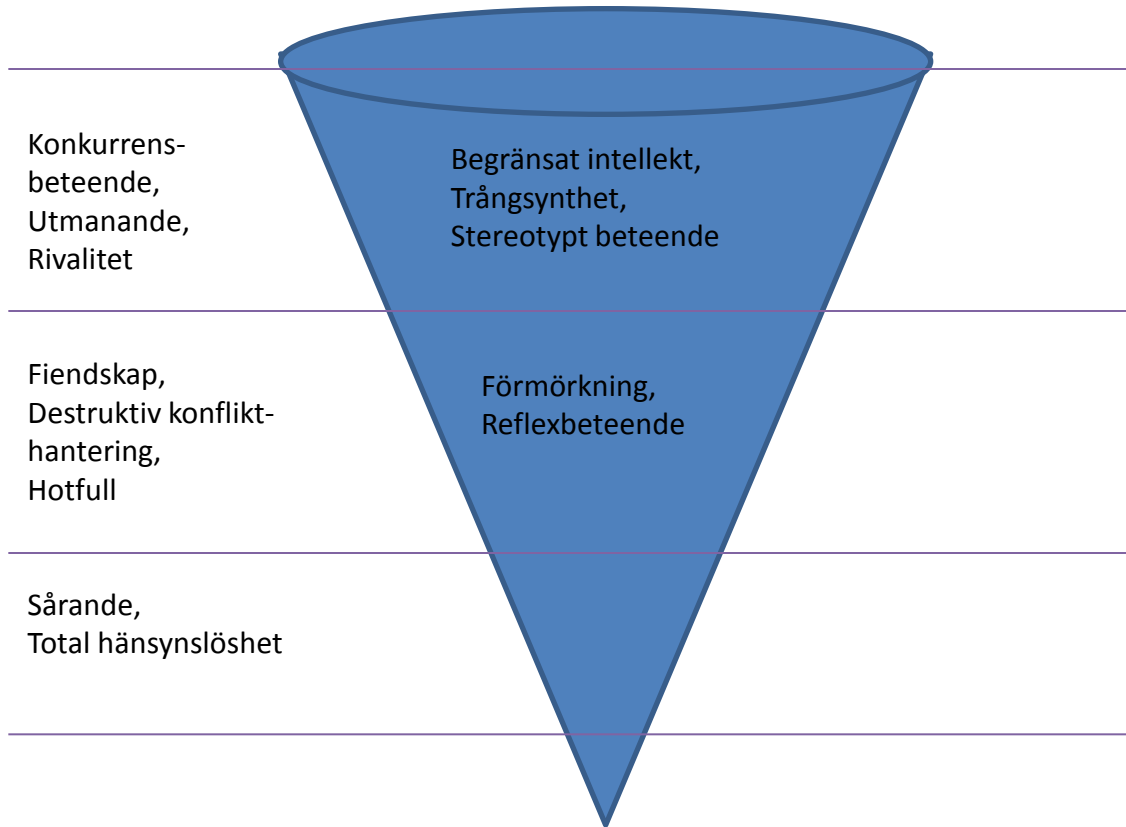 Konkurrens-
beteende,
Utmanande,
Rivalitet
Begränsat intellekt,
Trångsynthet,
Stereotypt beteende
Fiendskap,
Destruktiv konflikt-
hantering,
Hotfull
Förmörkning,
Reflexbeteende
Sårande,
Total hänsynslöshet